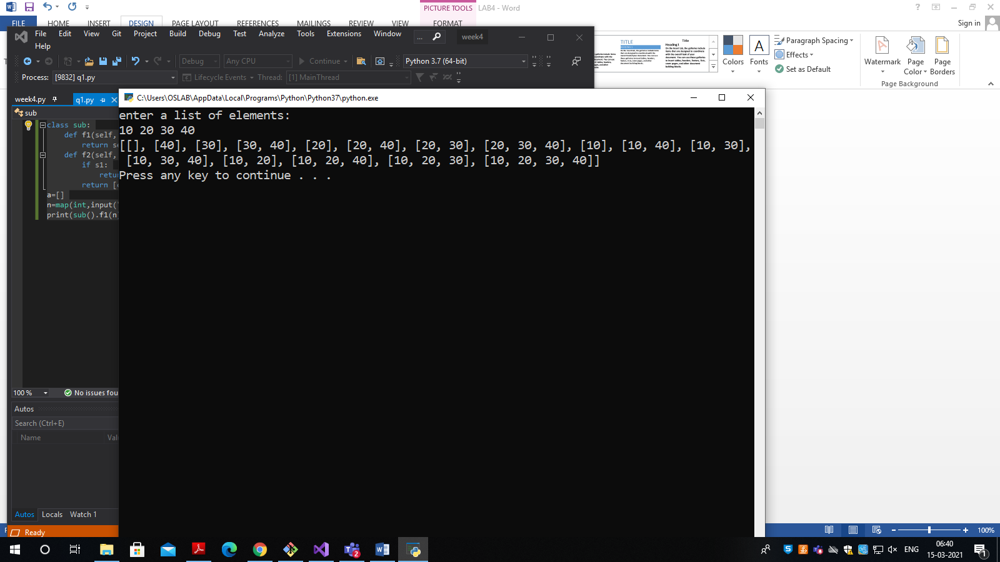 PICTURE TOOLS LAB4 - Word
FILE HOME INSERT DESIGN PAGE LAYOUT REFERENCES MAILINGS REVIEW VIEW FORMAT Sign in
File Edit View Git Project Build Debug Test Analyze Tools Extensions Window ... week4
Help
Debug Any CPU Continue Python 3.7 (64-bit)
Process: [9832] q1.py Lifecycle Events Thread: [1] MainThread
TITLE Title
Heading 1
Colors Fonts
Paragraph Spacing
Effects
Set as Default
Watermark Page Color Page Borders
Page Background
week4.py q1.py
sub
class sub:
def f1(self,
return se
def f2(self,
if s1:
retur
return [
a=[]
n=map(int,input('
print(sub().f1(n
100 % No issues fou
Autos
Search (Ctrl+E)
Name Val
Autos Locals Watch 1
Ready
C:\Users\OSLAB\AppData\Local\Programs\Python\Python37\python.exe
enter a list of elements:
10 20 30 40
[[], [40], [30], [30, 40], [20], [20, 40], [20, 30], [20, 30, 40], [10], [10, 40], [10, 30],
[10, 30, 40], [10, 20], [10, 20, 40], [10, 20, 30], [10, 20, 30, 40]]
Press any key to continue . . .
100%
2
ENG
06:40
15-03-2021
1